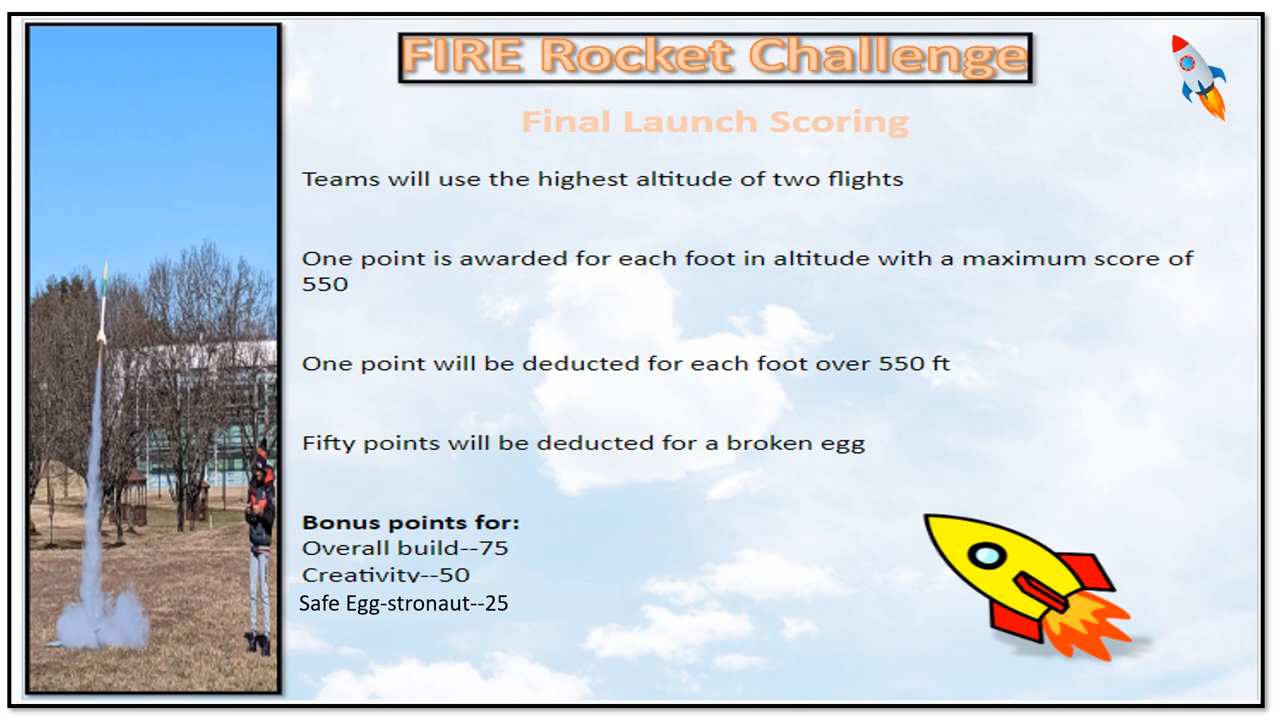 FIRE Rocket Challenge
Final Launch Scoring
Teams will use the highest altitude of two flights
One point is awarded for each foot in altitude with a maximum score of
550
One point will be deducted for each foot over 550 ft
Fifty points will be deducted for a broken egg
Bonus points for:
Overall build--75
Creativity--50
Safe Egg-stronaut--25